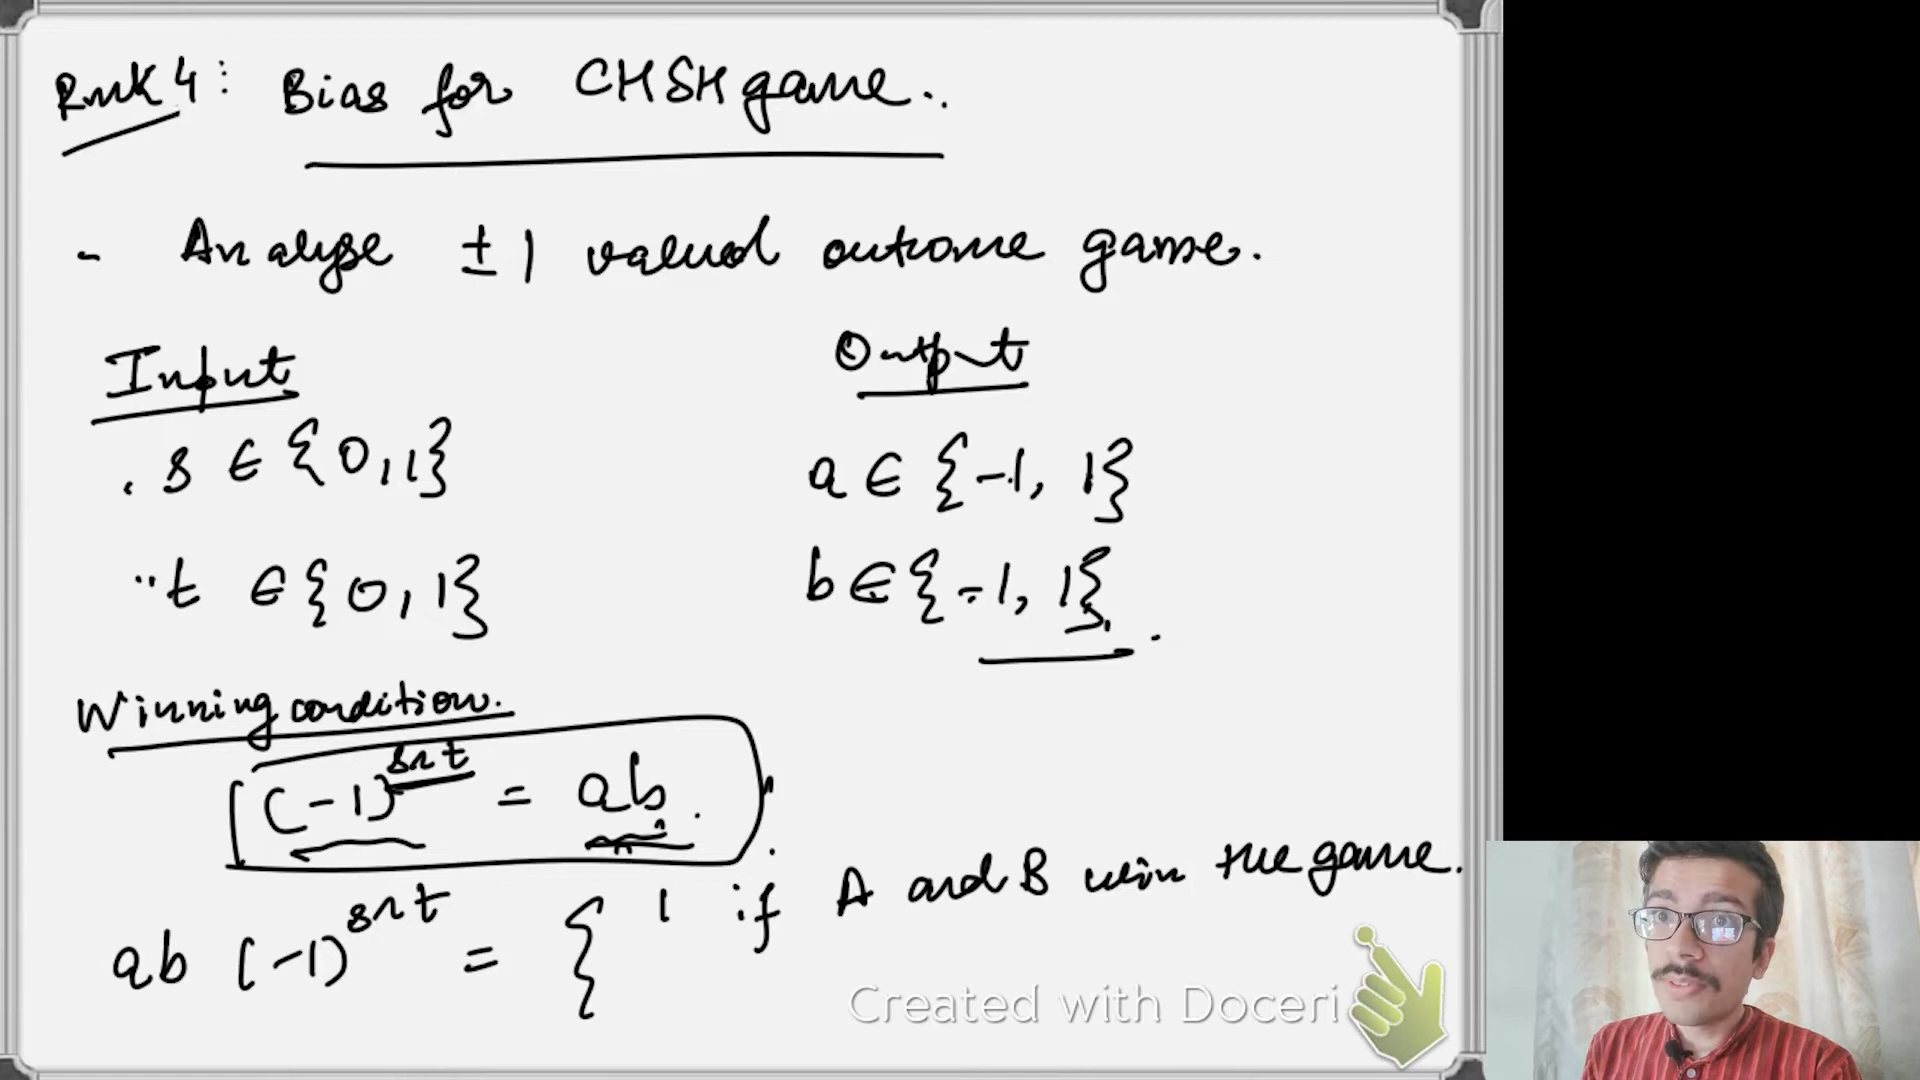 Rmk 4: Bias for CHSH game.
- Analyse ±1 valued outcome game.
Input
Output
. s ∈ {0,1}
a ∈ {-1, 1}
.. t ∈ {0,1}
b ∈ {-1, 1}.
Winning condition.
(-1)^{s∧t} = ab.
ab (-1)^{s∧t} = { 1 if A and B win the game.
Created with Doceri